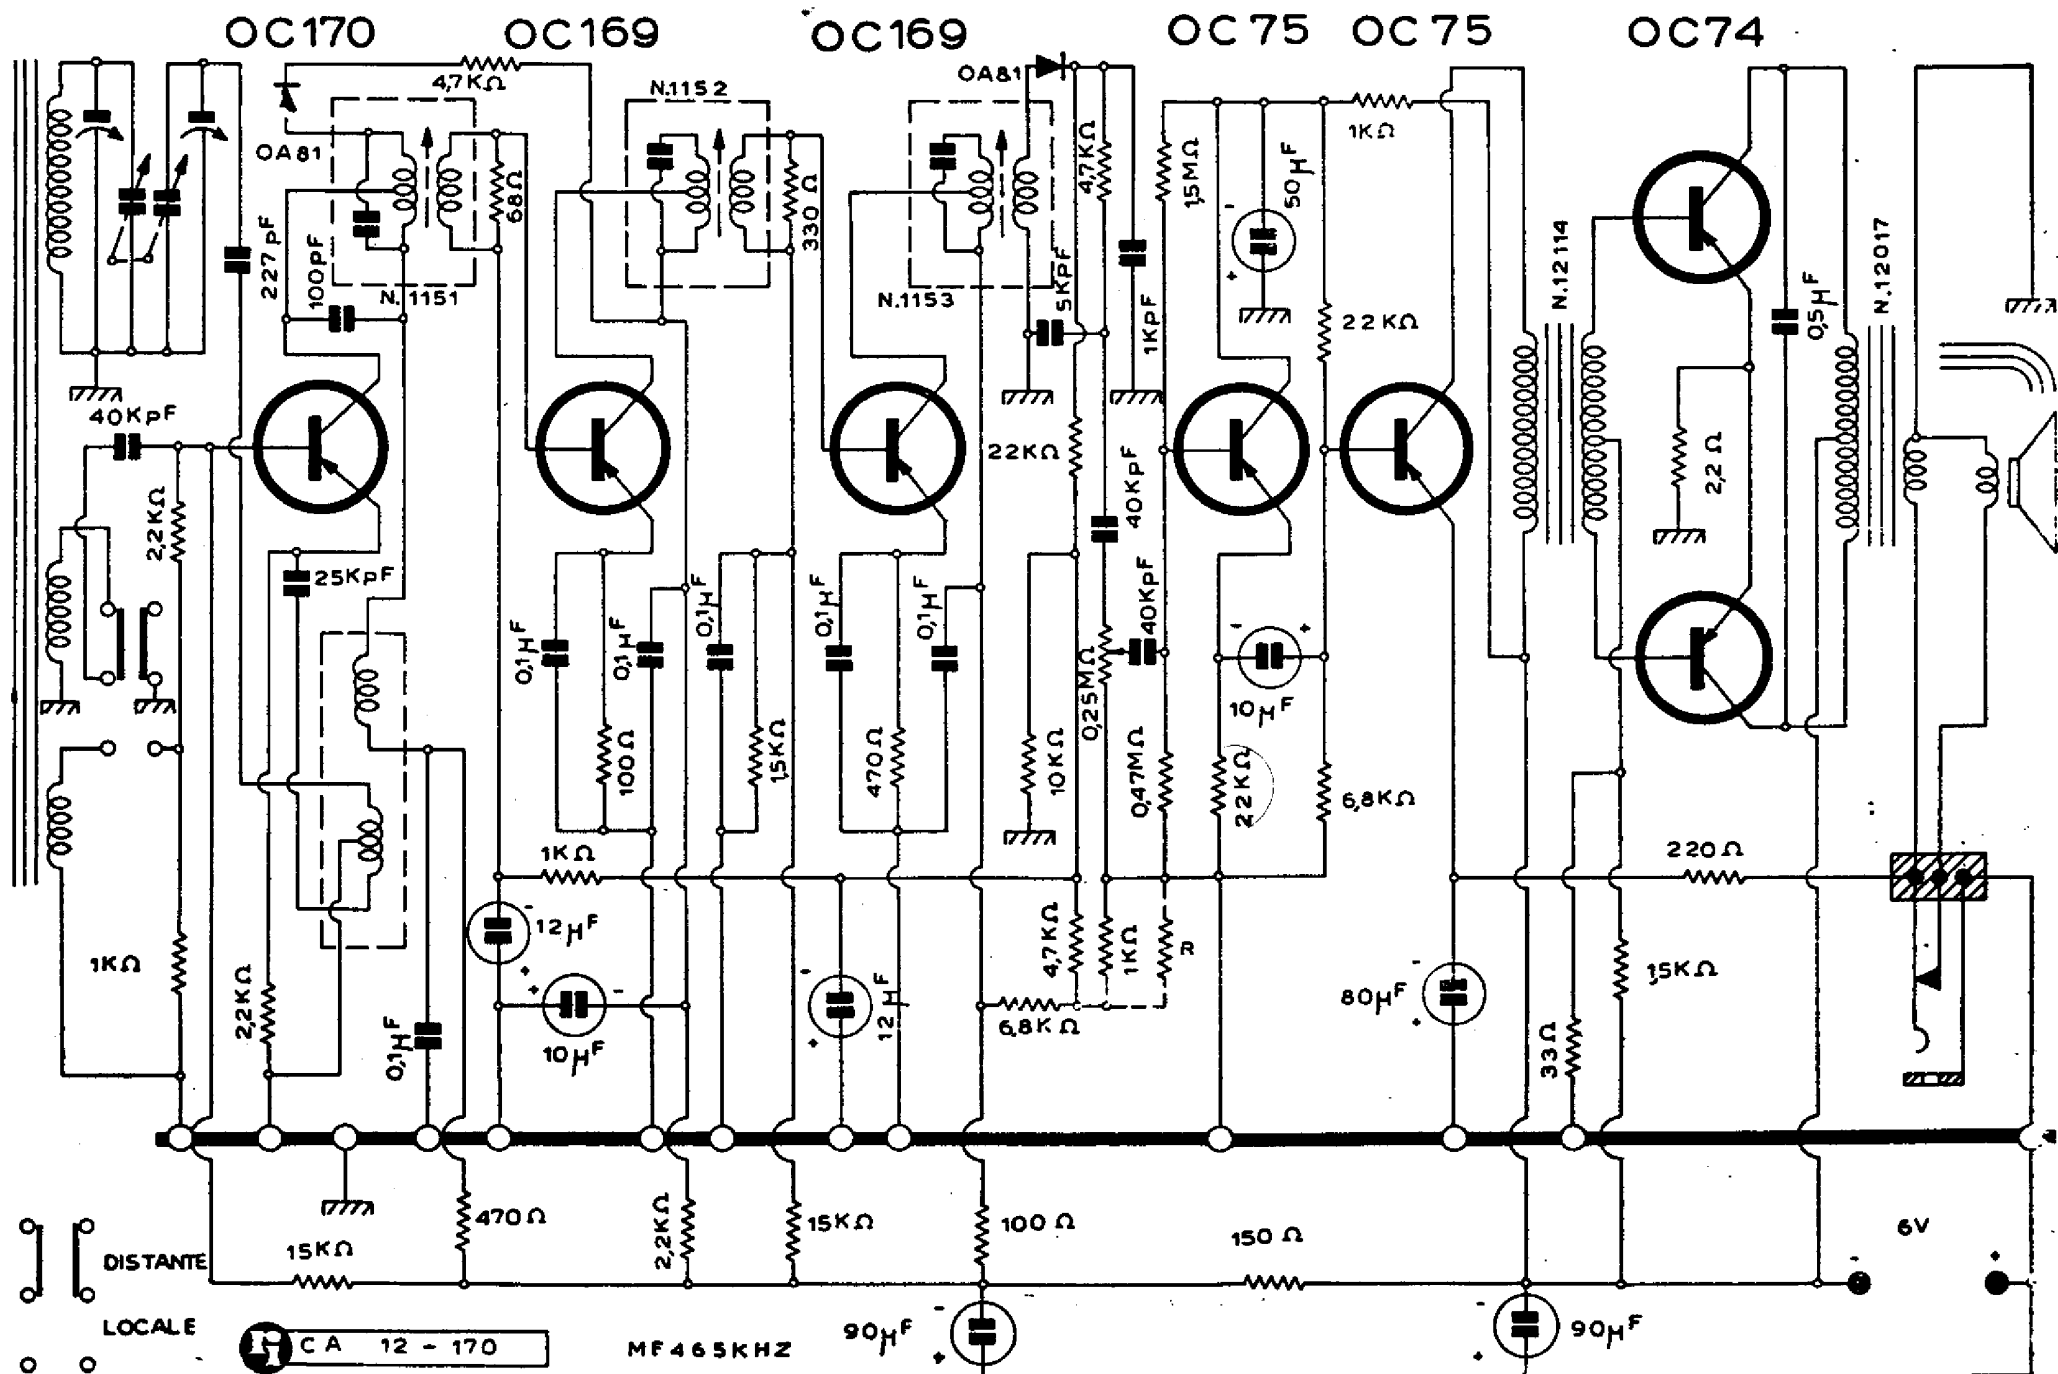 OC170
OC169
OC169
OC75
OC75
OC74
4,7KΩ
OA81
N.1152
OA81
1KΩ
OA81
68Ω
330Ω
4,7KΩ
1,5MΩ
50µF
- +
227pF
100pF
N.1151
N.1153
5KPF
1KpF
22KΩ
N.12114
0,5µF
N.12017
40KpF
2,2KΩ
22KΩ
40KpF
2,2Ω
25KpF
0,1µF
0,1µF
0,1µF
0,1µF
0,1µF
40KpF
- +
10µF
0,25MΩ
100Ω
1,5KΩ
470Ω
10KΩ
0,47MΩ
2,2KΩ
6,8KΩ
1KΩ
220Ω
1KΩ
2,2KΩ
- +
12µF
+ -
10µF
0,1µF
- +
12µF
4,7KΩ
1KΩ
R
6,8KΩ
- +
80µF
33Ω
1,5KΩ
470Ω
15KΩ
2,2KΩ
15KΩ
100Ω
150Ω
6V
- +
DISTANTE
LOCALE
CA 12 - 170
MF465KHZ
- +
90µF
- +
90µF